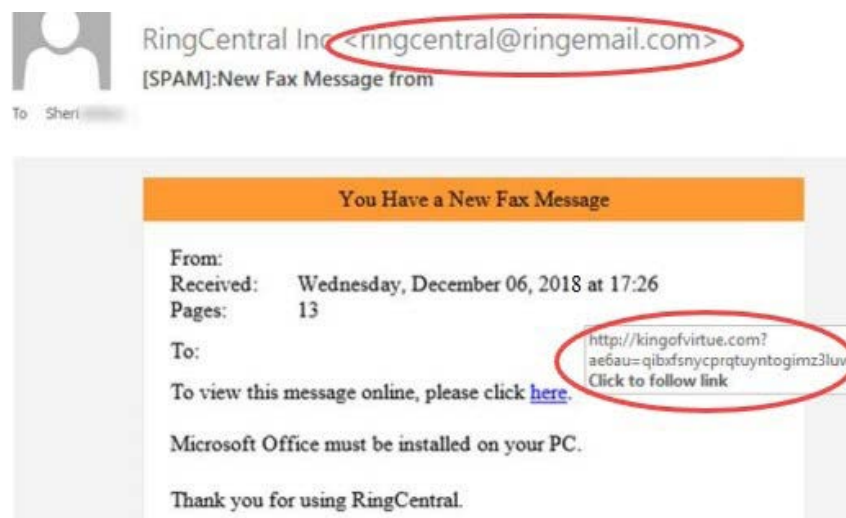 RingCentral Inc <ringcentral@ringemail.com>
[SPAM]:New Fax Message from
To Sheri
You Have a New Fax Message
From:
Received: Wednesday, December 06, 2018 at 17:26
Pages: 13
To:
http://kingofvirtue.com?
ae6au=qibxfsnycprqtuyntogimz3luv
Click to follow link
To view this message online, please click here.
Microsoft Office must be installed on your PC.
Thank you for using RingCentral.